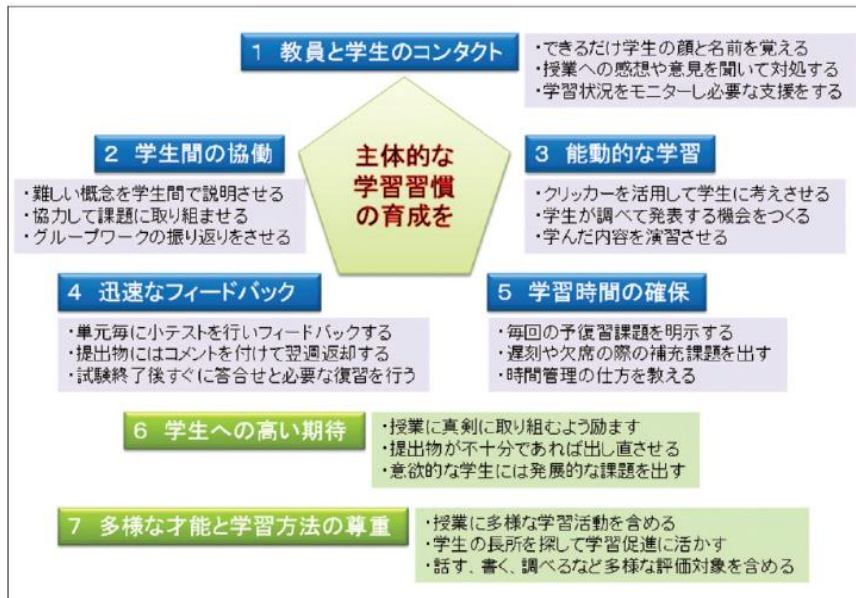 1 教員と学生のコンタクト
・できるだけ学生の顔と名前を覚える
・授業への感想や意見を聞いて対処する
・学習状況をモニターし必要な支援をする
主体的な
学習習慣
の育成を
2 学生間の協働
・難しい概念を学生間で説明させる
・協力して課題に取り組ませる
・グループワークの振り返りをさせる
3 能動的な学習
・クリッカーを活用して学生に考えさせる
・学生が調べて発表する機会をつくる
・学んだ内容を演習させる
4 迅速なフィードバック
・単元毎に小テストを行いフィードバックする
・提出物にはコメントを付けて翌週返却する
・試験終了後すぐに答合せと必要な復習を行う
5 学習時間の確保
・毎回の予復習課題を明示する
・遅刻や欠席の際の補充課題を出す
・時間管理の仕方を教える
6 学生への高い期待
・授業に真剣に取り組むよう励ます
・提出物が不十分であれば出し直させる
・意欲的な学生には発展的な課題を出す
7 多様な才能と学習方法の尊重
・授業に多様な学習活動を含める
・学生の長所を探して学習促進に活かす
・話す、書く、調べるなど多様な評価対象を含める